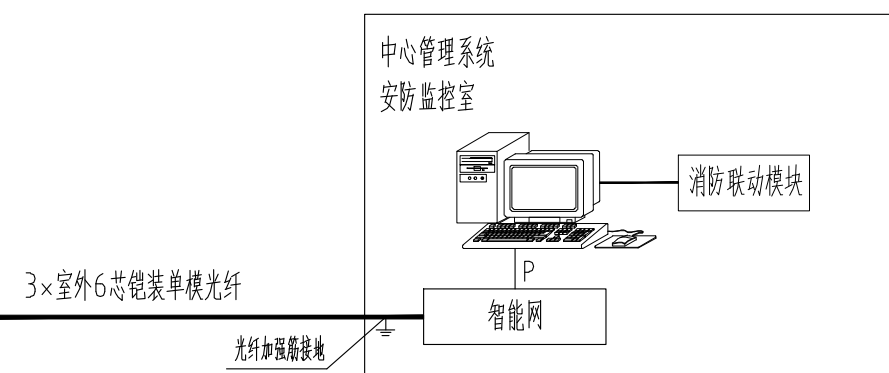 中心管理系统
安防监控室
消防联动模块
P
3×室外6芯铠装单模光纤
智能网
光纤加强筋接地